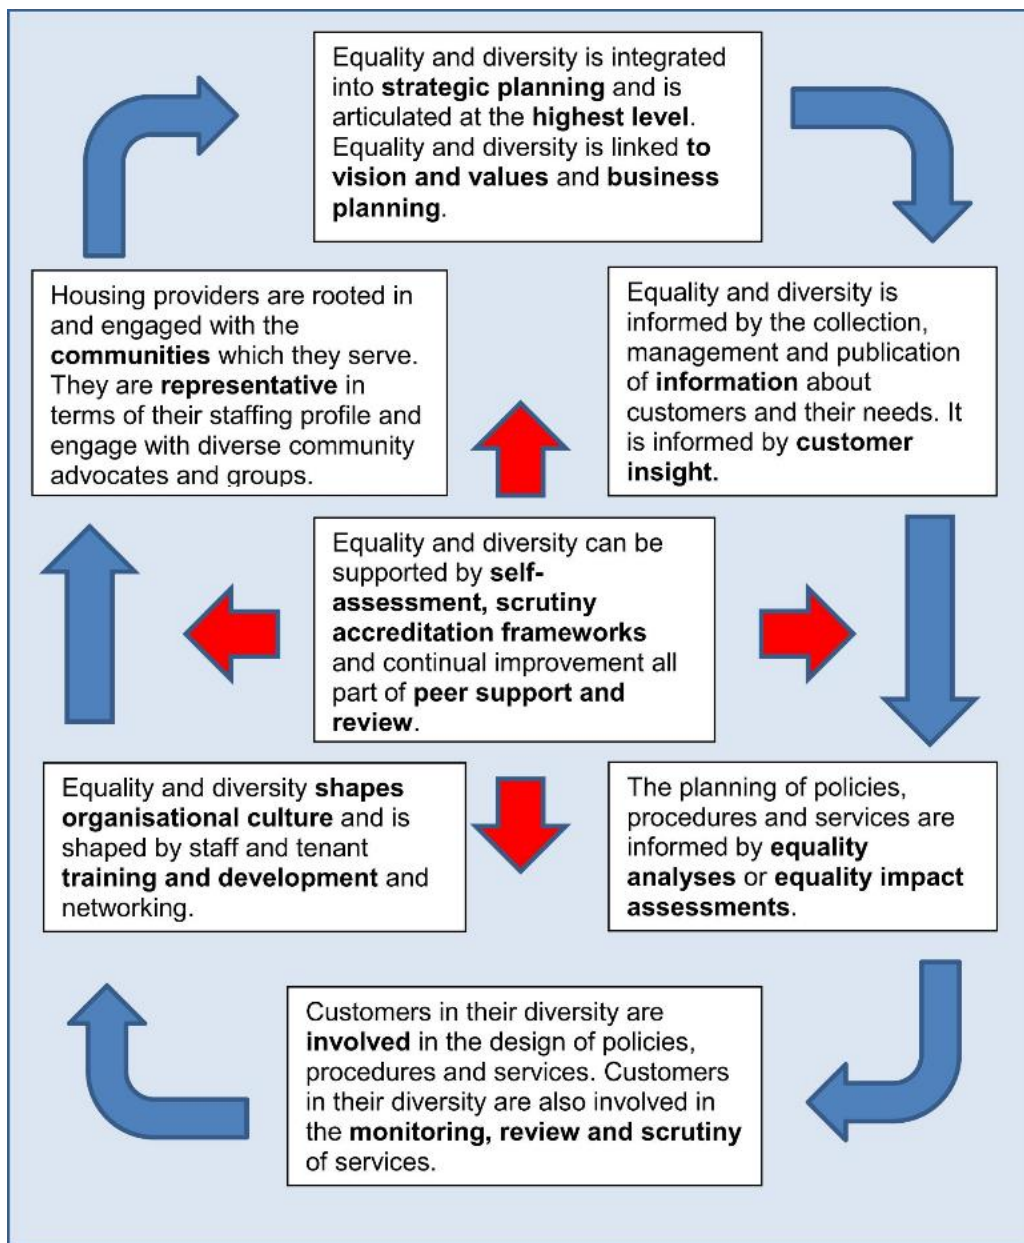 Equality and diversity is integrated
into strategic planning and is
articulated at the highest level.
Equality and diversity is linked to
vision and values and business
planning.
Housing providers are rooted in
and engaged with the
communities which they serve.
They are representative in
terms of their staffing profile and
engage with diverse community
advocates and groups.
Equality and diversity is
informed by the collection,
management and publication
of information about
customers and their needs. It
is informed by customer
insight.
Equality and diversity can be
supported by self-
assessment, scrutiny
accreditation frameworks
and continual improvement all
part of peer support and
review.
Equality and diversity shapes
organisational culture and is
shaped by staff and tenant
training and development and
networking.
The planning of policies,
procedures and services are
informed by equality
analyses or equality impact
assessments.
Customers in their diversity are
involved in the design of policies,
procedures and services. Customers
in their diversity are also involved in
the monitoring, review and scrutiny
of services.